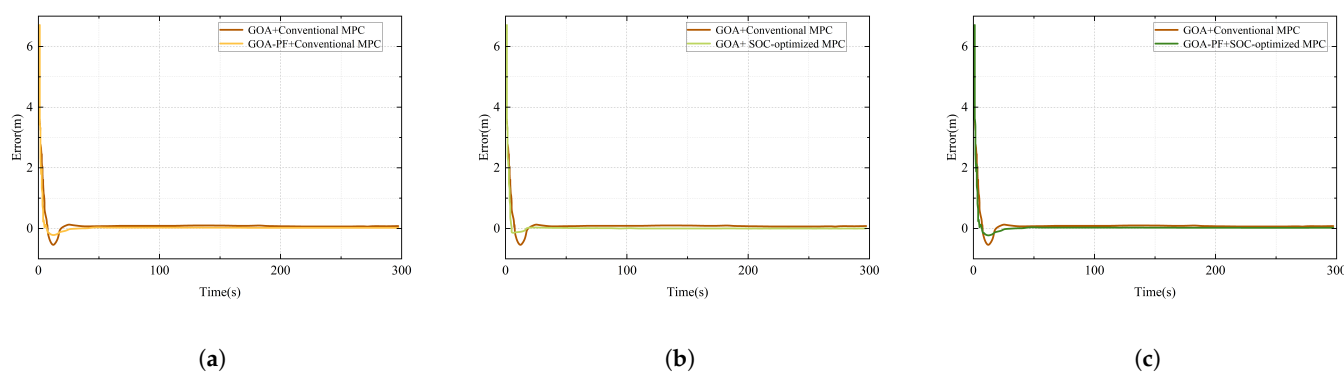 GOA+Conventional MPC
GOA-PF+Conventional MPC
Error(m)
6
4
2
0
0
100
200
300
Time(s)
(a)
GOA+Conventional MPC
GOA+ SOC-optimized MPC
Error(m)
6
4
2
0
0
100
200
300
Time(s)
(b)
GOA+Conventional MPC
GOA-PF+SOC-optimized MPC
Error(m)
6
4
2
0
0
100
200
300
Time(s)
(c)